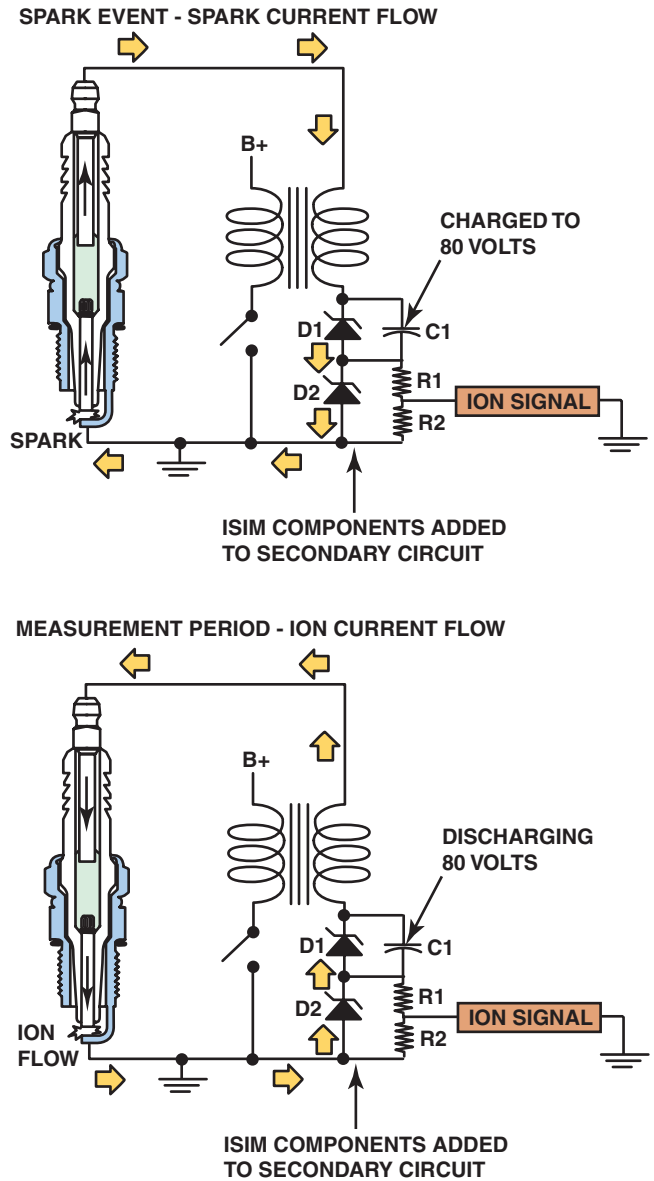 SPARK EVENT - SPARK CURRENT FLOW
B+
CHARGED TO
80 VOLTS
D1
C1
D2
R1
ION SIGNAL
R2
SPARK
ISIM COMPONENTS ADDED
TO SECONDARY CIRCUIT
MEASUREMENT PERIOD - ION CURRENT FLOW
B+
DISCHARGING
80 VOLTS
D1
C1
D2
R1
ION SIGNAL
R2
ION
FLOW
ISIM COMPONENTS ADDED
TO SECONDARY CIRCUIT